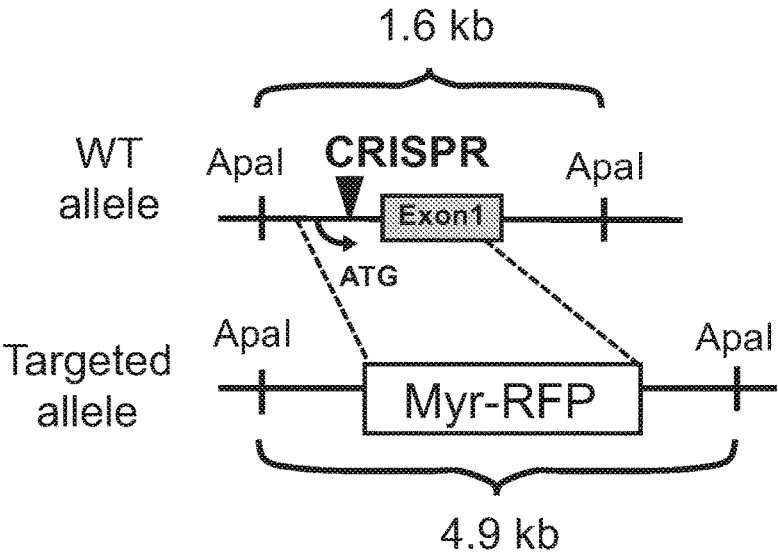 1.6 kb
WT
allele
ApaI
CRISPR
ApaI
Exon1
ATG
Targeted
allele
ApaI
ApaI
Myr-RFP
4.9 kb